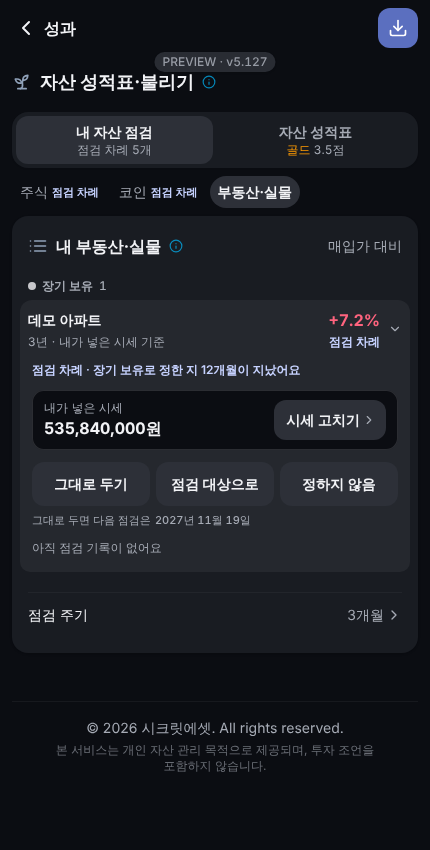 성과
PREVIEW · v5.127
자산 성적표·불리기
내 자산 점검
점검 차례 5개
자산 성적표
골드 3.5점
주식 점검 차례
코인 점검 차례
부동산·실물
내 부동산·실물
매입가 대비
장기 보유 1
데모 아파트
+7.2%
3년 · 내가 넣은 시세 기준
점검 차례
점검 차례 · 장기 보유로 정한 지 12개월이 지났어요
내가 넣은 시세
535,840,000원
시세 고치기
그대로 두기
점검 대상으로
정하지 않음
그대로 두면 다음 점검은 2027년 11월 19일
아직 점검 기록이 없어요
점검 주기
3개월
© 2026 시크릿에셋. All rights reserved.
본 서비스는 개인 자산 관리 목적으로 제공되며, 투자 조언을
포함하지 않습니다.